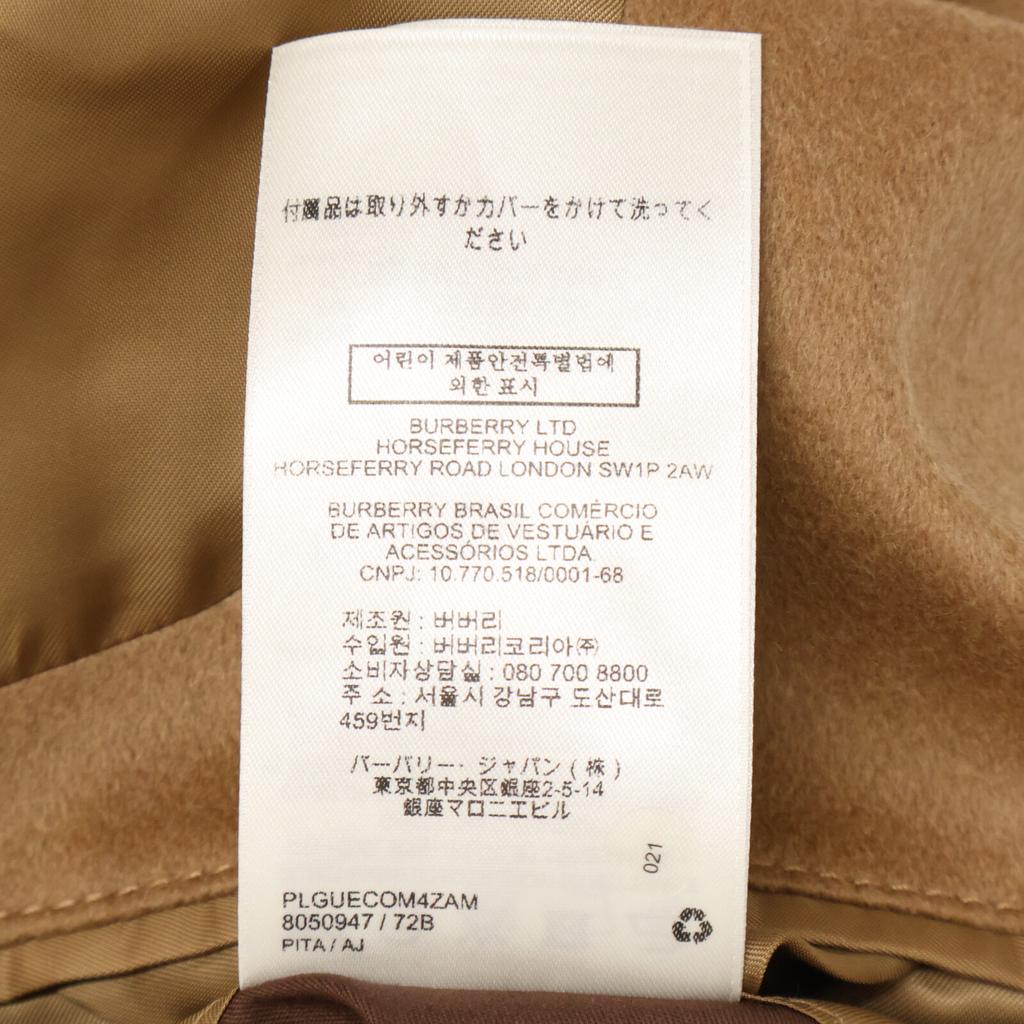 付属品は取り外すかカバーをかけて洗ってく
ださい
어린이 제품안전특별법에
의한 표시
BURBERRY LTD
HORSEFERRY HOUSE
HORSEFERRY ROAD LONDON SW1P 2AW
BURBERRY BRASIL COMÉRCIO
DE ARTIGOS DE VESTUÁRIO E
ACESSÓRIOS LTDA.
CNPJ: 10.770.518/0001-68
제조원 : 버버리
수입원 : 버버리코리아㈜
소비자상담실 : 080 700 8800
주 소 : 서울시 강남구 도산대로
459번지
バーバリー・ジャパン ( 株 )
東京都中央区銀座2-5-14
銀座マロニエビル
021
PLGUECOM4ZAM
8050947 / 72B
PITA / AJ